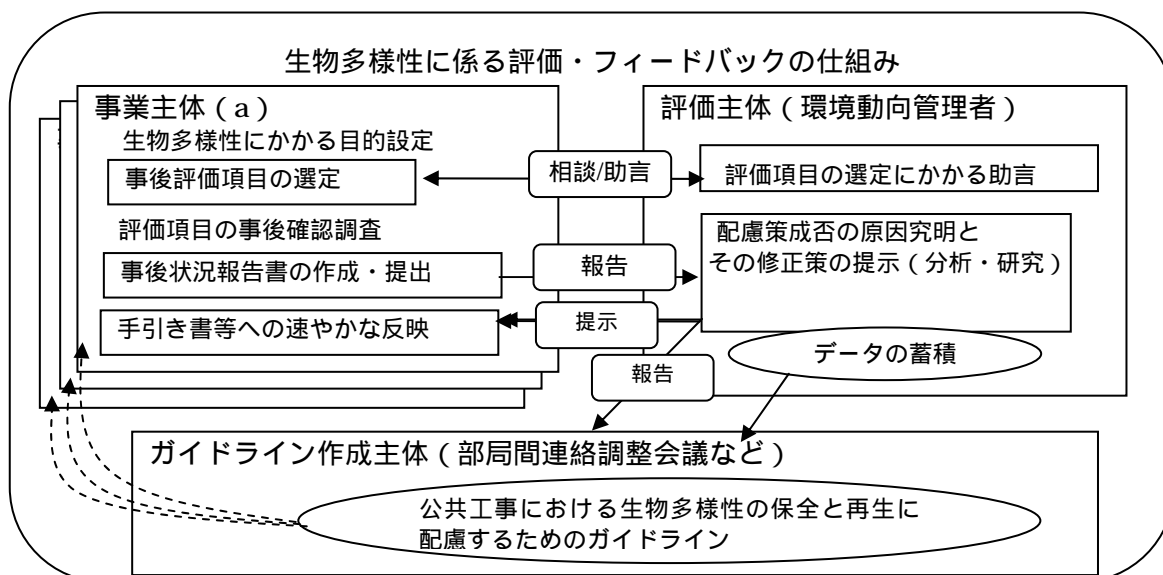 生物多様性に係る評価・フィードバックの仕組み
事業主体（a）
生物多様性にかかる目的設定
事後評価項目の選定
評価項目の事後確認調査
事後状況報告書の作成・提出
手引き書等への速やかな反映
相談/助言
報告
提示
報告
評価主体（環境動向管理者）
評価項目の選定にかかる助言
配慮策成否の原因究明と
その修正策の提示（分析・研究）
データの蓄積
ガイドライン作成主体（部局間連絡調整会議など）
公共工事における生物多様性の保全と再生に
配慮するためのガイドライン